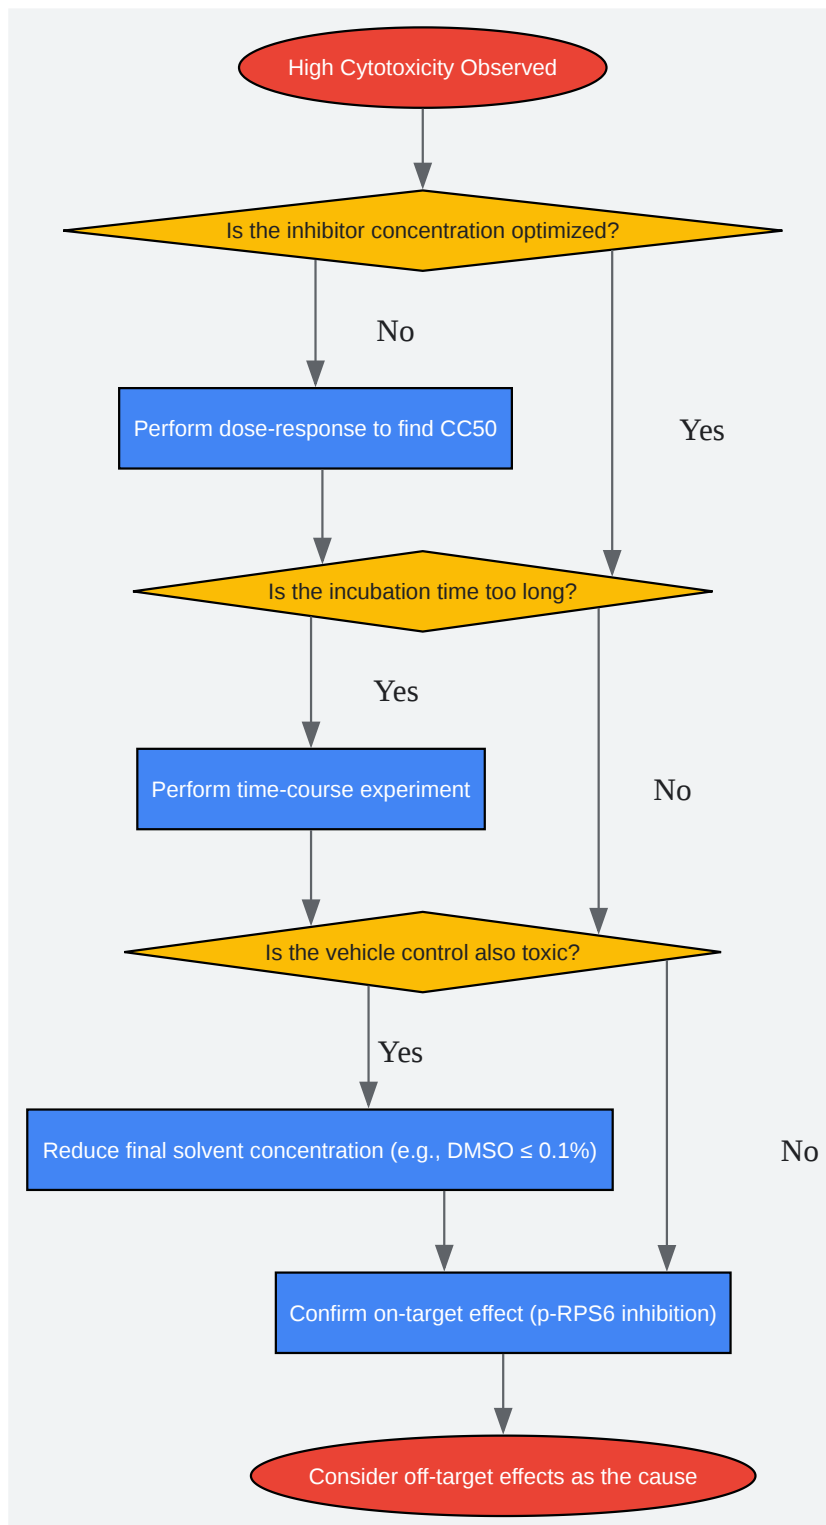 High Cytotoxicity Observed
Is the inhibitor concentration optimized?
No
Perform dose-response to find CC50
Yes
Is the incubation time too long?
Yes
Perform time-course experiment
No
Is the vehicle control also toxic?
Yes
Reduce final solvent concentration (e.g., DMSO ≤ 0.1%)
No
Confirm on-target effect (p-RPS6 inhibition)
Consider off-target effects as the cause